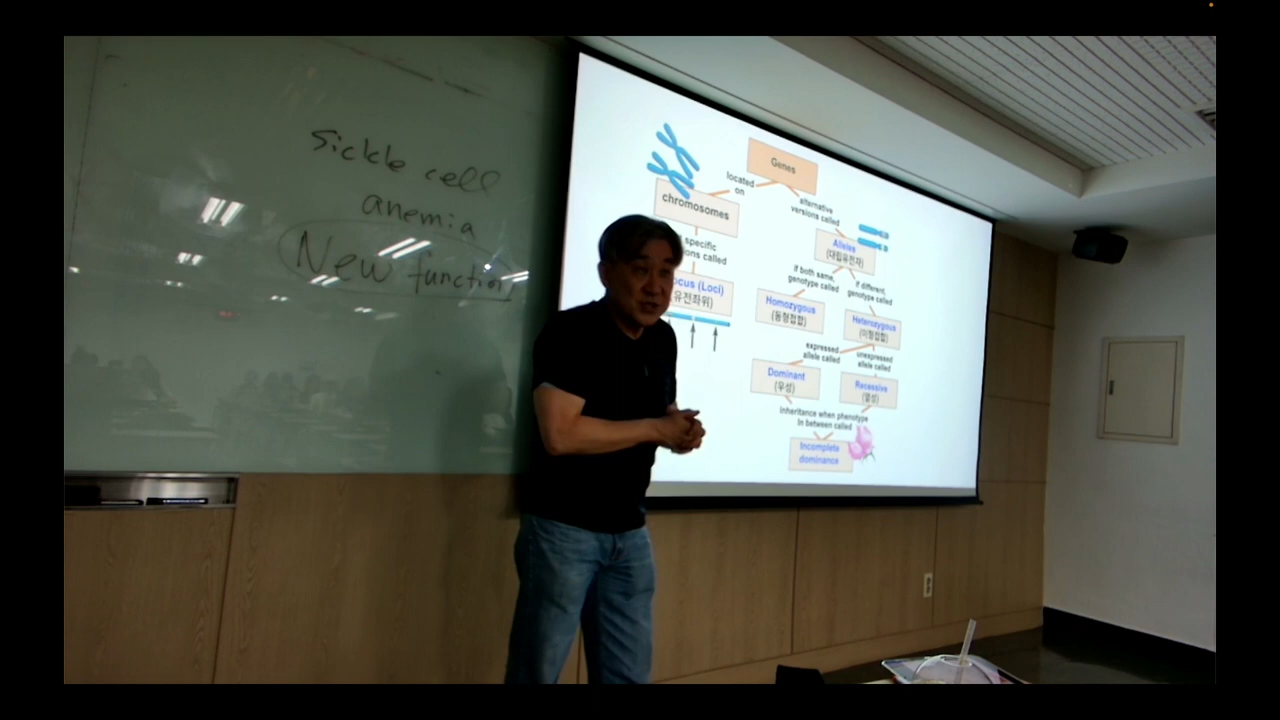 sickle cell
anemia
New function
Genes
located
on
alternative
versions called
chromosomes
specific
called
Alleles
(대립유전자)
Locus (Loci)
유전좌위)
if both same,
genotype called
if different,
genotype called
Homozygous
(동형접합)
Heterozygous
(이형접합)
expressed
allele called
unexpressed
allele called
Dominant
(우성)
Recessive
(열성)
inheritance when phenotype
in between called
Incomplete
dominance